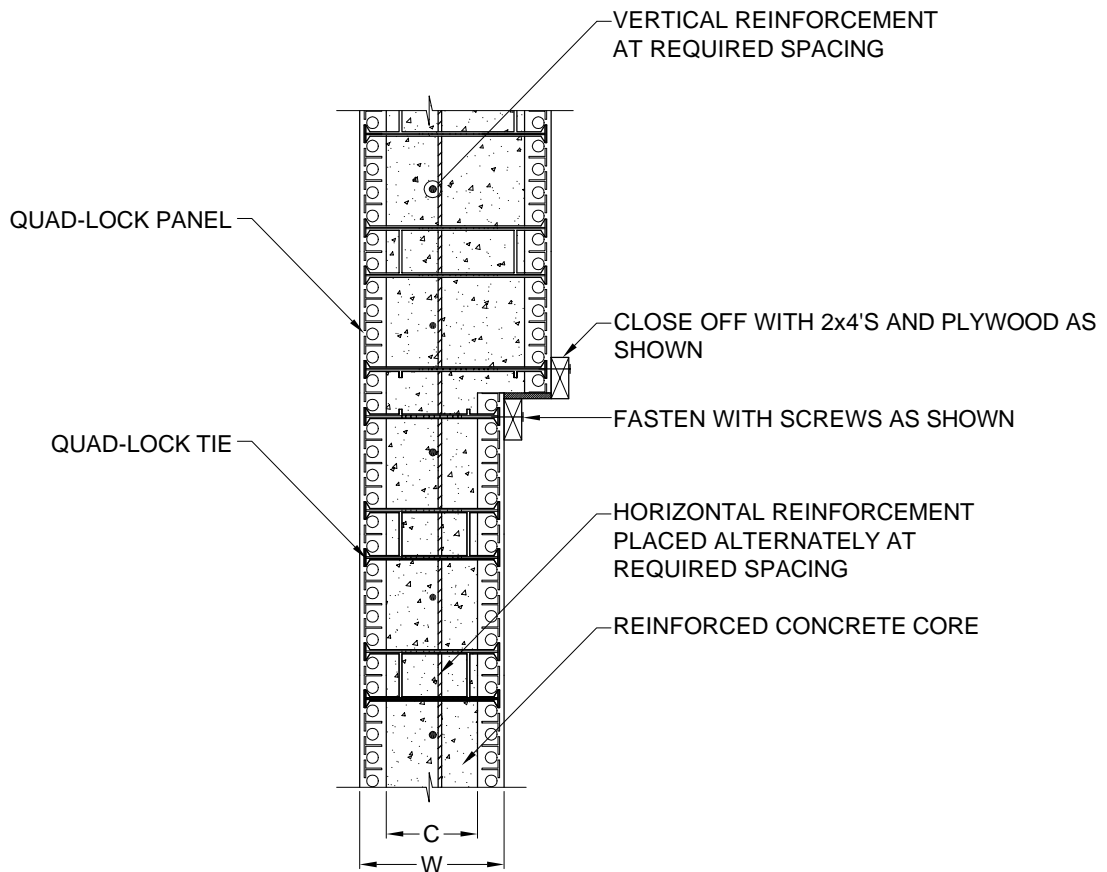 VERTICAL REINFORCEMENT
AT REQUIRED SPACING
QUAD-LOCK PANEL
CLOSE OFF WITH 2x4'S AND PLYWOOD AS
SHOWN
FASTEN WITH SCREWS AS SHOWN
QUAD-LOCK TIE
HORIZONTAL REINFORCEMENT
PLACED ALTERNATELY AT
REQUIRED SPACING
REINFORCED CONCRETE CORE
C
W